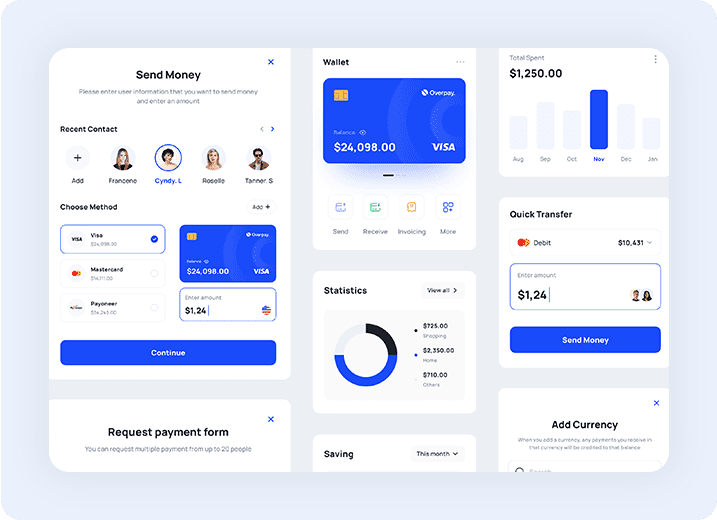 Send Money
Please enter user information that you want to send money
and enter an amount
Recent Contact
Add
Francene
Cyndy. L
Roselle
Tanner. S
Choose Method
Add +
VISA
Visa
$24,098.00
Mastercard
Payoneer
$24,245.00
Overpay.
Balance
$24,098.00
VISA
Enter amount
$1,24
Continue
Request payment form
You can request multiple payment from up to 20 people
Wallet
Overpay.
Balance
$24,098.00
VISA
Send
Receive
Invoicing
More
Statistics
View all
$725.00
Shopping
$2,350.00
Home
$710.00
Others
Saving
This month
Total Spent
$1,250.00
Aug
Sep
Oct
Nov
Dec
Jan
Quick Transfer
Debit
$10,431
Enter amount
$1,24
Send Money
Add Currency
When you add a currency, any payments you receive in
that currency will be credited to that balance
Search